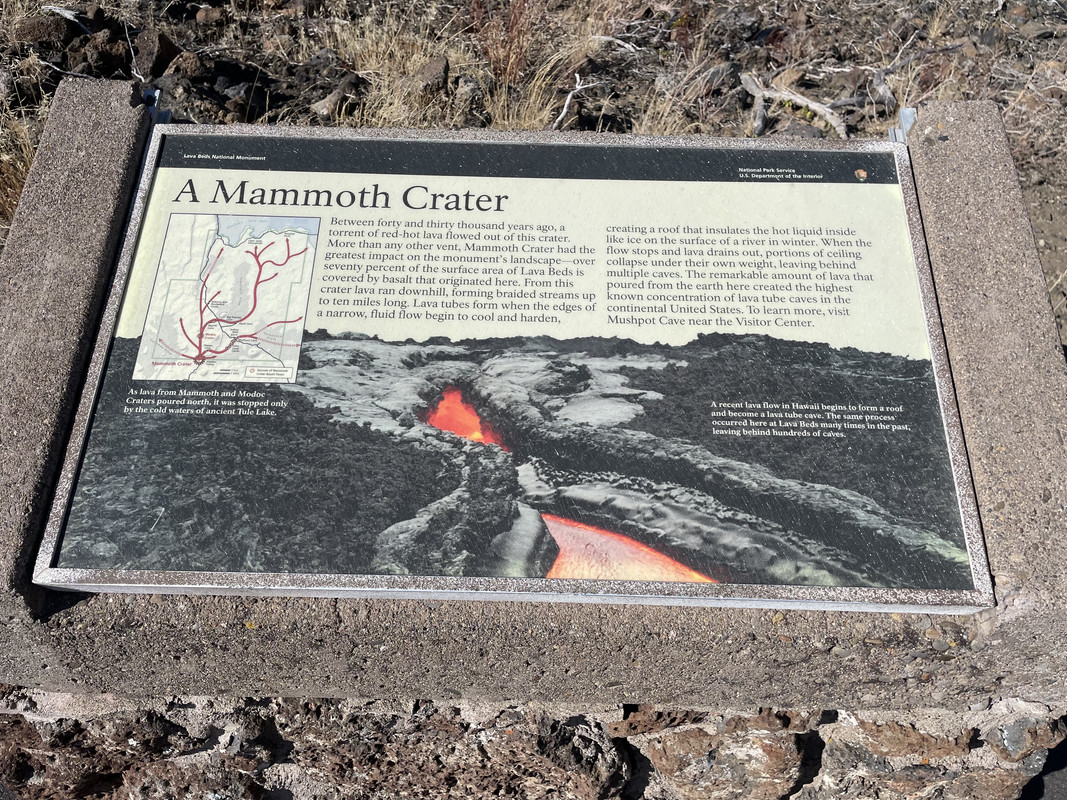 Lava Beds National Monument
National Park Service
U.S. Department of the Interior
A Mammoth Crater
Between forty and thirty thousand years ago, a
torrent of red-hot lava flowed out of this crater.
More than any other vent, Mammoth Crater had the
greatest impact on the monument's landscape—over
seventy percent of the surface area of Lava Beds is
covered by basalt that originated here. From this
crater lava ran downhill, forming braided streams up
to ten miles long. Lava tubes form when the edges of
a narrow, fluid flow begin to cool and harden,
creating a roof that insulates the hot liquid inside
like ice on the surface of a river in winter. When the
flow stops and lava drains out, portions of ceiling
collapse under their own weight, leaving behind
multiple caves. The remarkable amount of lava that
poured from the earth here created the highest
known concentration of lava tube caves in the
continental United States. To learn more, visit
Mushpot Cave near the Visitor Center.
Mammoth Crater
As lava from Mammoth and Modoc
Craters poured north, it was stopped only
by the cold waters of ancient Tule Lake.
A recent lava flow in Hawaii begins to form a roof
and become a lava tube cave. The same process
occurred here at Lava Beds many times in the past,
leaving behind hundreds of caves.